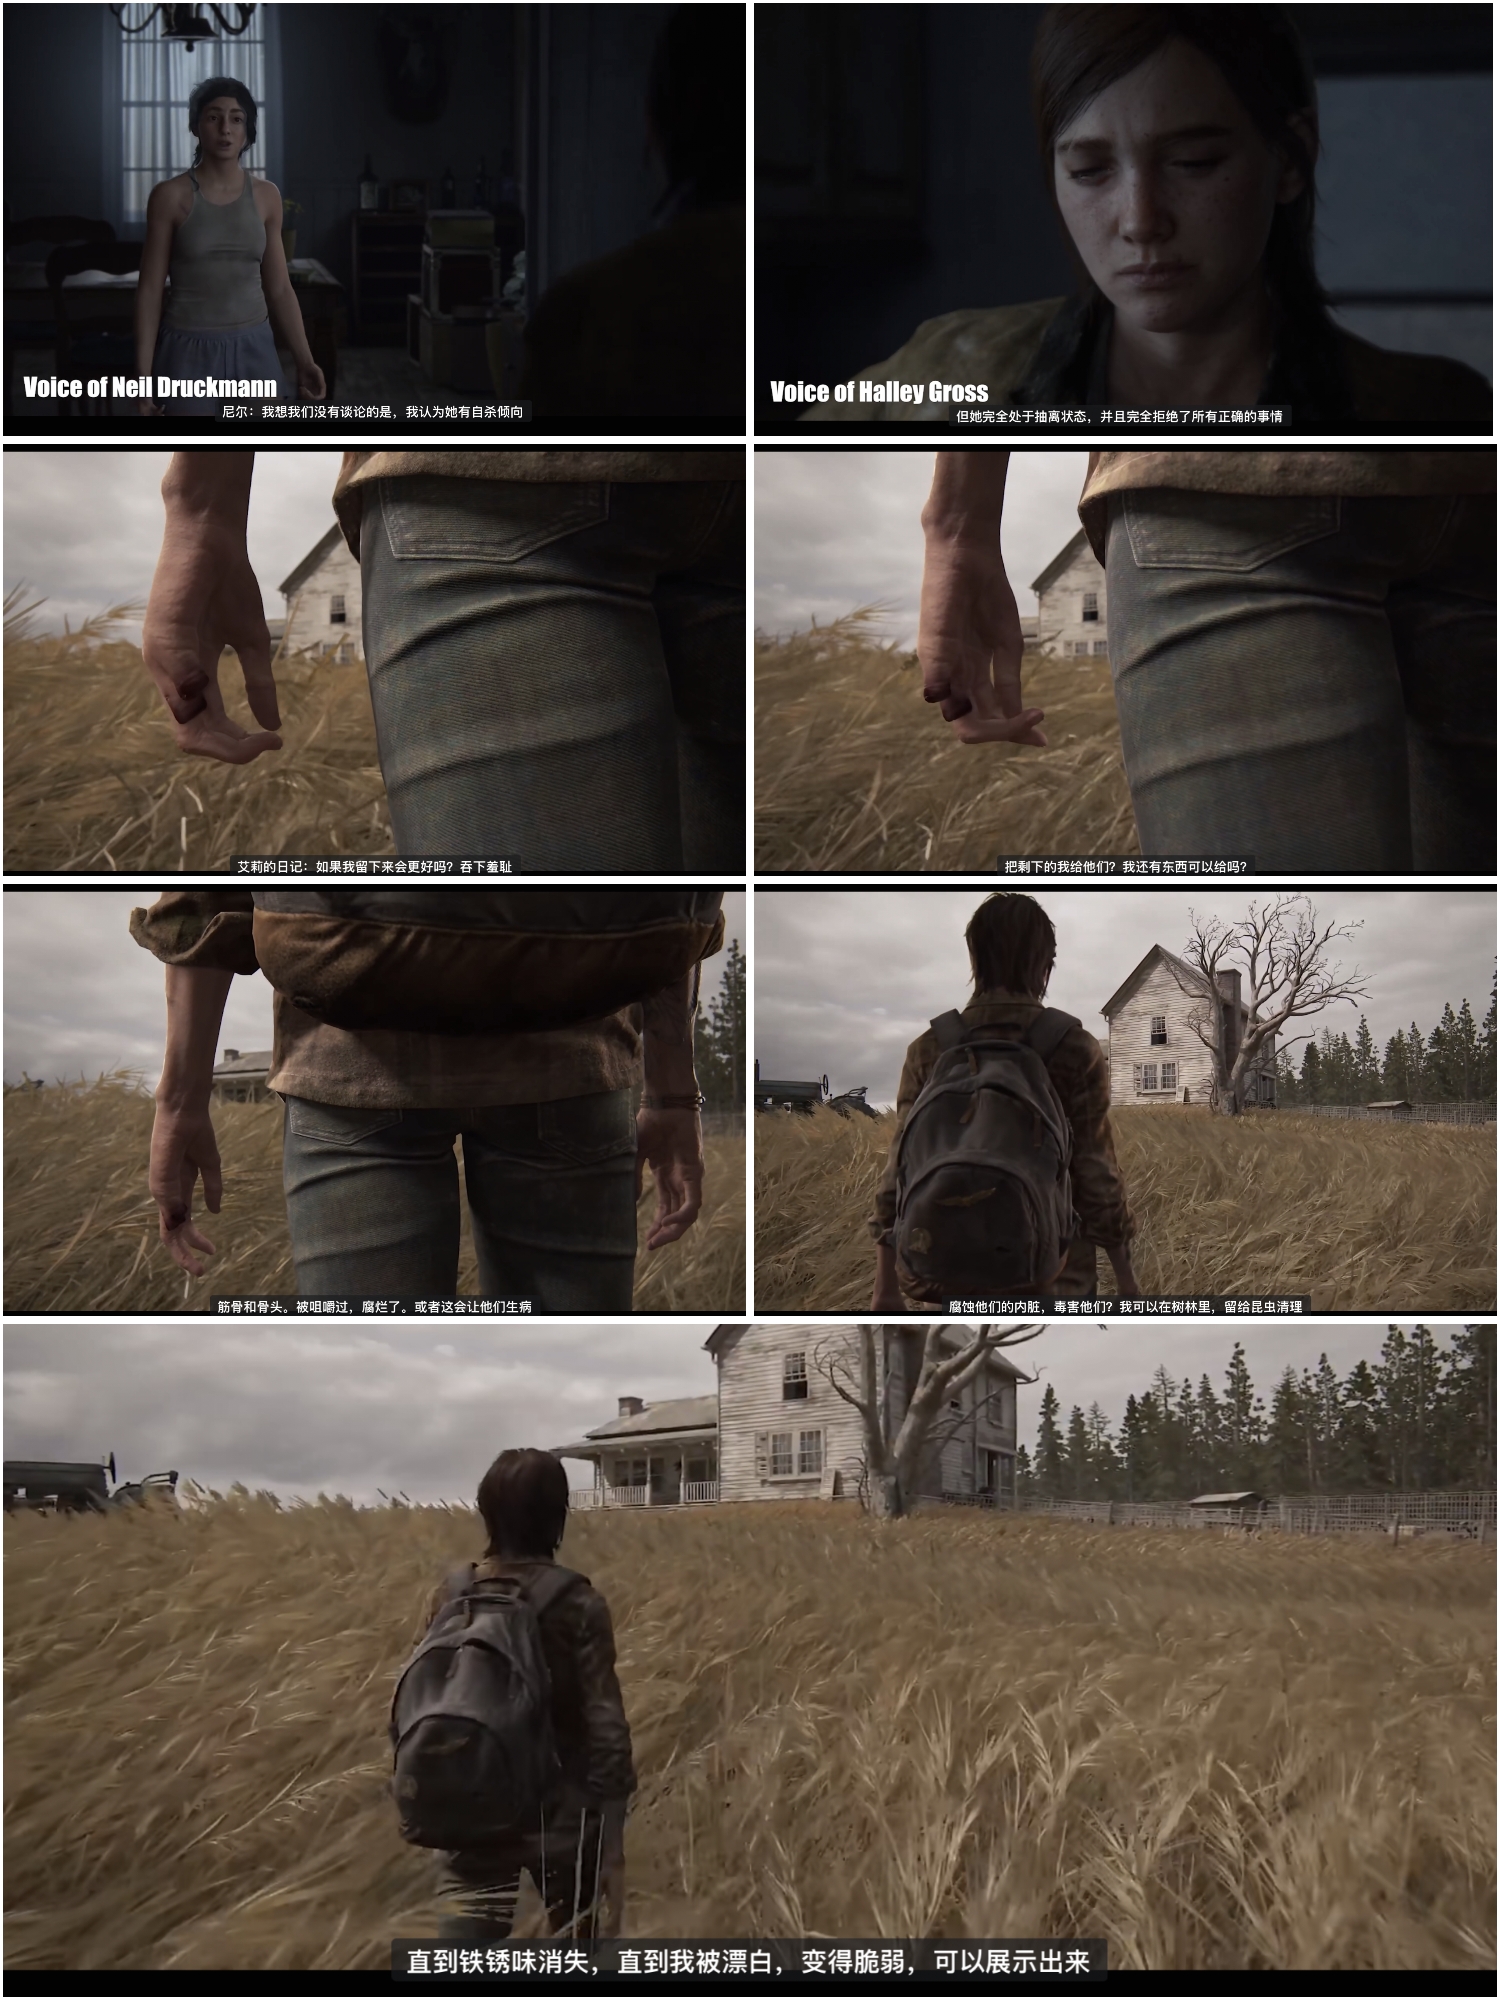 Voice of Neil Druckmann
尼尔：我想我们没有谈论的是，我认为她有自杀倾向
Voice of Halley Gross
但她完全处于抽离状态，并且完全拒绝了所有正确的事情
艾莉的日记：如果我留下来会更好吗？吞下羞耻
把剩下的我给他们？我还有东西可以给吗？
筋骨和骨头。被咀嚼过，腐烂了。或者这会让他们生病
腐蚀他们的内脏，毒害他们？我可以在树林里，留给昆虫清理
直到铁锈味消失，直到我被漂白，变得脆弱，可以展示出来